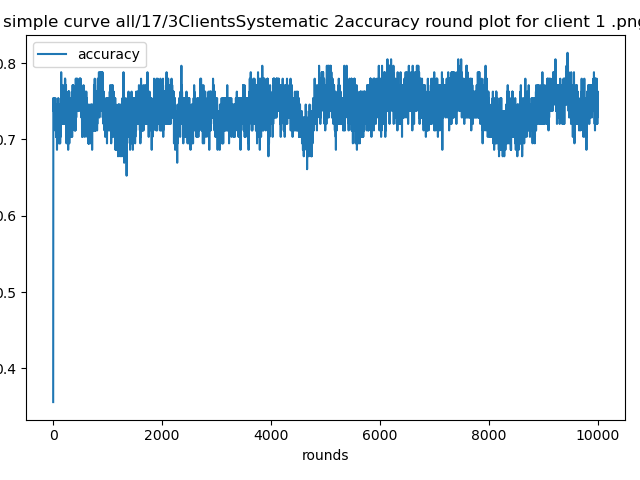 simple curve all/17/3ClientsSystematic 2accuracy round plot for client 1 .png
accuracy
0.8
0.7
0.6
0.5
0.4
0 2000 4000 6000 8000 10000
rounds